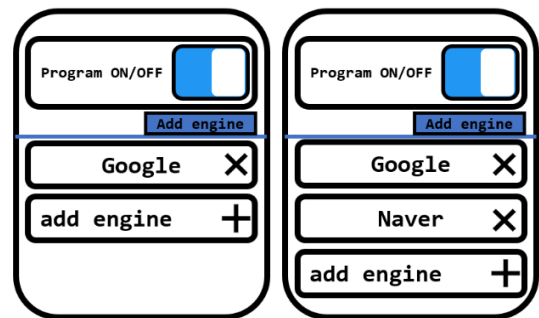 Program ON/OFF
Add engine
Google
add engine
Program ON/OFF
Add engine
Google
Naver
add engine